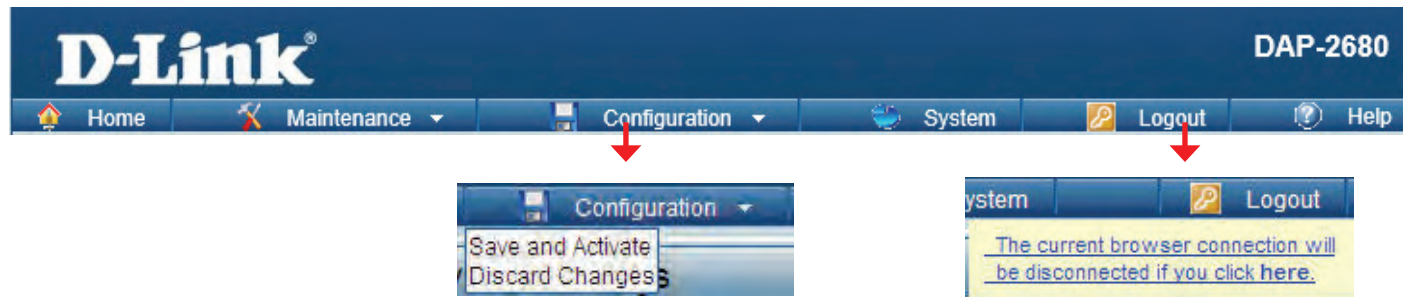 D-Link®
DAP-2680
Home Maintenance Configuration System Logout Help
Configuration
Save and Activate
Discard Changes
ystem Logout
The current browser connection will
be disconnected if you click here.